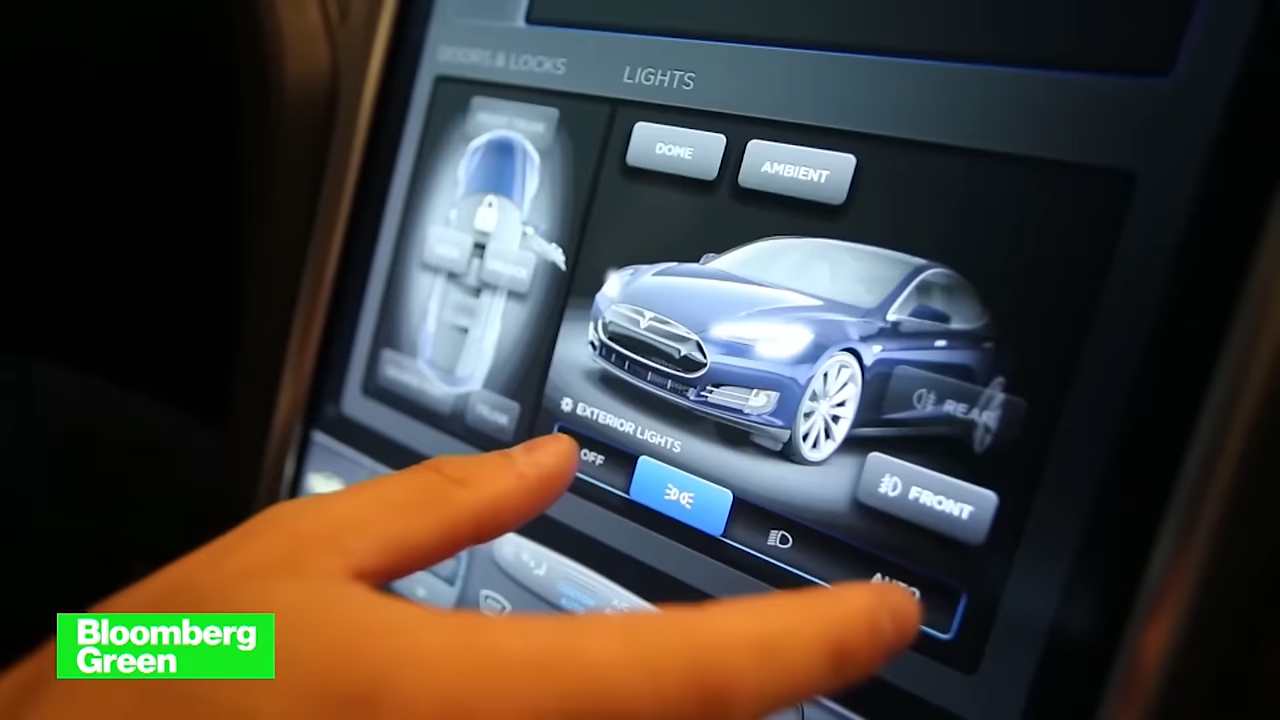 DOORS & LOCKS
LIGHTS
DOME
AMBIENT
REAR
EXTERIOR LIGHTS
OFF
FRONT
AUTO
Bloomberg
Green